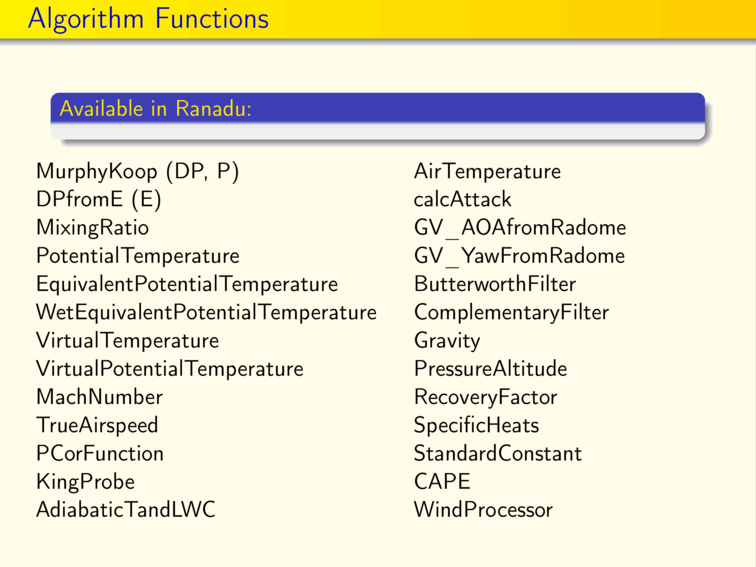 Algorithm Functions
Available in Ranadu:
MurphyKoop (DP, P)
DPfromE (E)
MixingRatio
PotentialTemperature
EquivalentPotentialTemperature
WetEquivalentPotentialTemperature
VirtualTemperature
VirtualPotentialTemperature
MachNumber
TrueAirspeed
PCorFunction
KingProbe
AdiabaticTandLWC
AirTemperature
calcAttack
GV_AOAfromRadome
GV_YawFromRadome
ButterworthFilter
ComplementaryFilter
Gravity
PressureAltitude
RecoveryFactor
SpecificHeats
StandardConstant
CAPE
WindProcessor